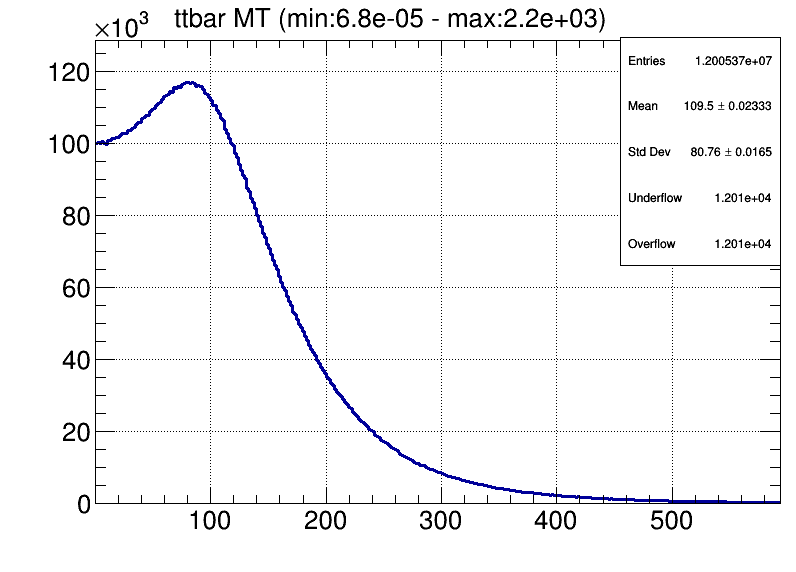 ×10³ ttbar MT (min:6.8e-05 - max:2.2e+03)
Entries 1.200537e+07
Mean 109.5 ± 0.02333
Std Dev 80.76 ± 0.0165
Underflow 1.201e+04
Overflow 1.201e+04
120
100
80
60
40
20
0
100 200 300 400 500